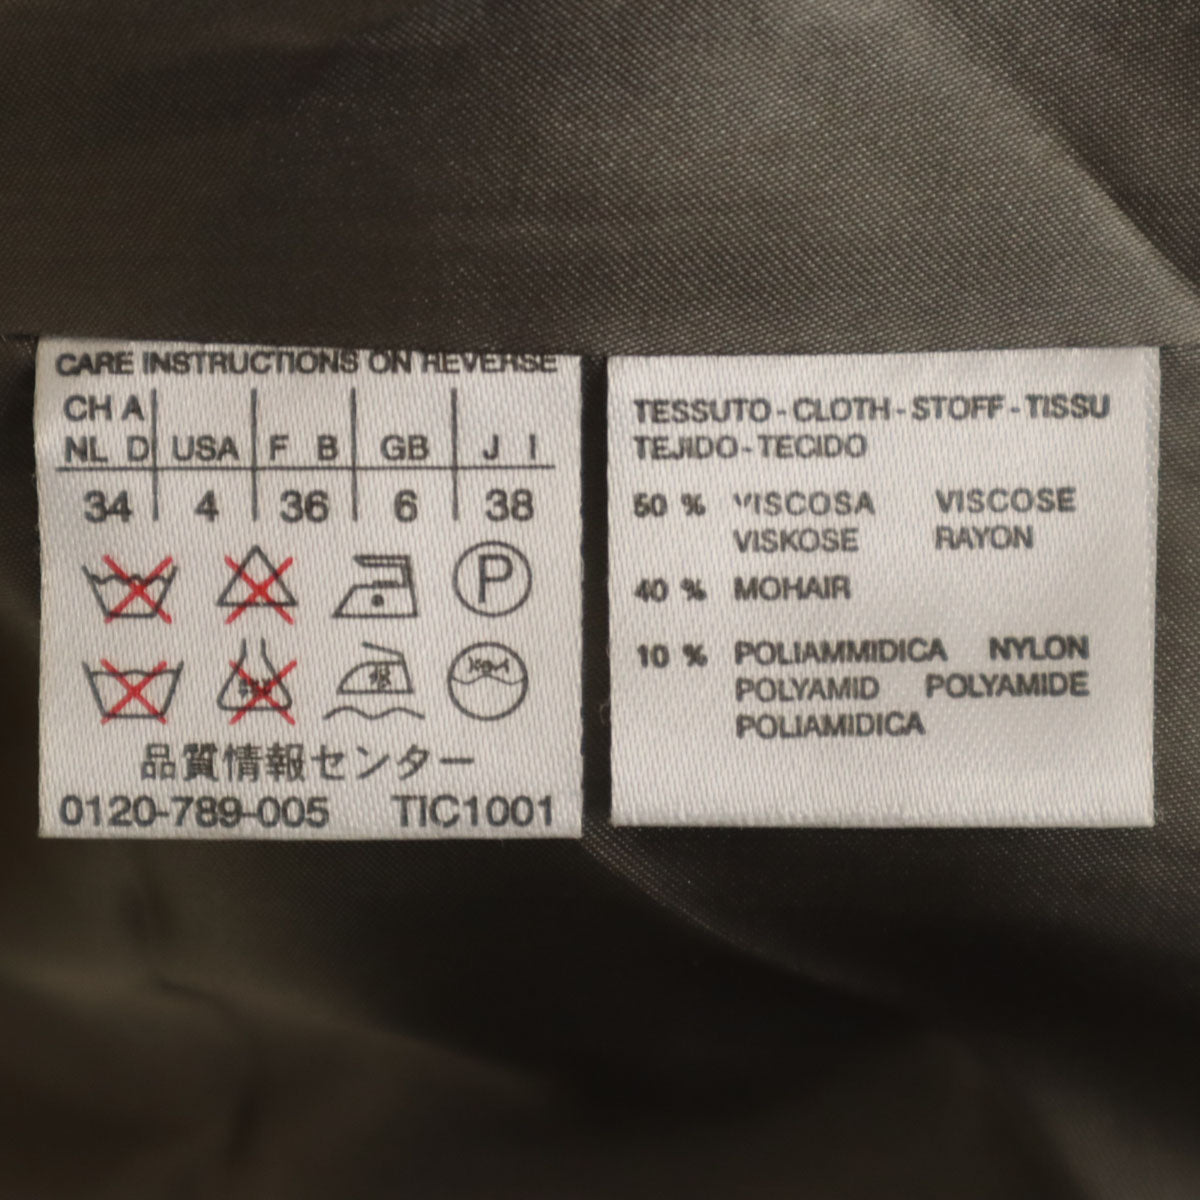 CARE INSTRUCTIONS ON REVERSE
CH A
NL D USA F B GB J I
34 4 36 6 38
P
品質情報センター
0120-789-005 TIC1001
TESSUTO - CLOTH - STOFF - TISSU
TEJIDO - TECIDO
50 % VISCOSA VISCOSE
VISKOSE RAYON
40 % MOHAIR
10 % POLIAMMIDICA NYLON
POLYAMID POLYAMIDE
POLIAMIDICA